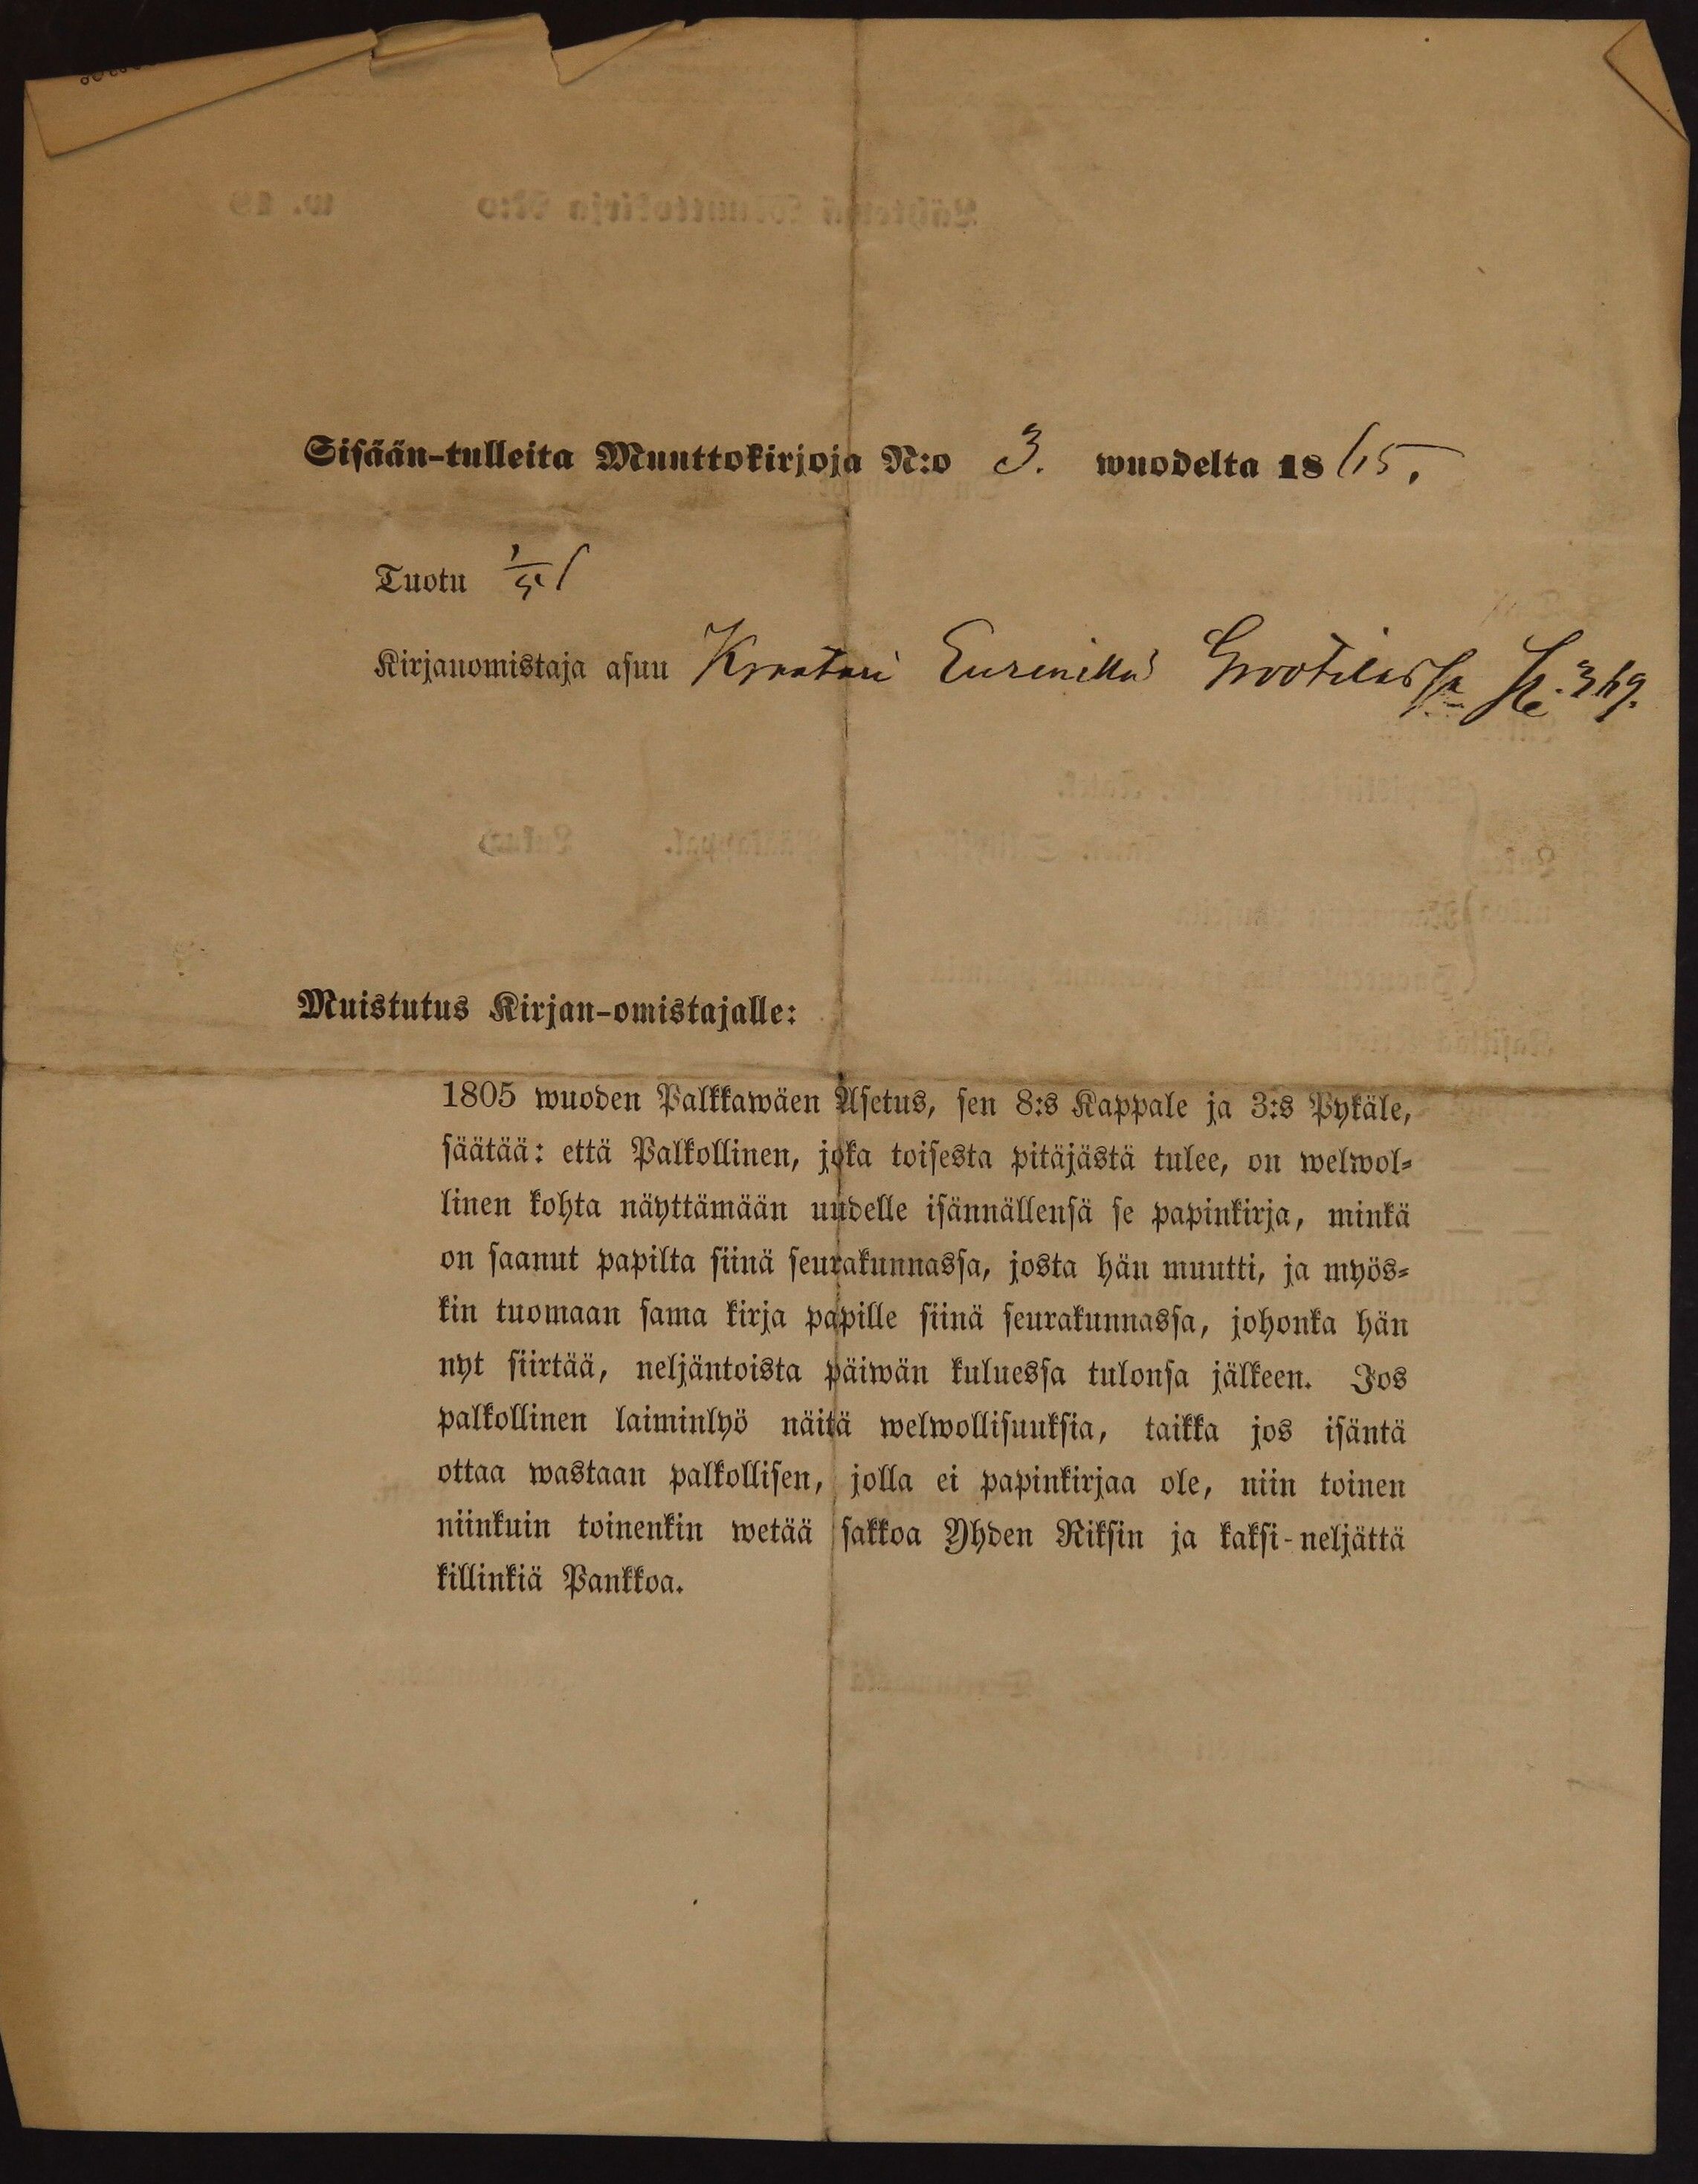 Sisään-tulleita Muuttokirjoja N:o 3. wuodelta 18
Tuotu
Kirjanomistaja asuu
Muistutus Kirjan-omistajalle:
1805 wuoden Palkkawäen Asetus, sen 8:s Kappale ja 3:s Pykäle,
säätää: että Palkollinen, joka toisesta pitäjästä tulee, on welwol-
linen kohta näyttämään uudelle isännällensä se papinkirja, minkä
on saanut papilta siinä seurakunnassa, josta hän muutti, ja myös-
kin tuomaan sama kirja papille siinä seurakunnassa, johonka hän
nyt siirtää, neljäntoista päiwän kuluessa tulonsa jälkeen. Jos
palkollinen laiminlyö näitä welwollisuuksia, taikka jos isäntä
ottaa wastaan palkollisen, jolla ei papinkirjaa ole, niin toinen
niinkuin toinenkin wetää sakkoa Yhden Riksin ja kaksi-neljättä
killinkiä Pankkoa.